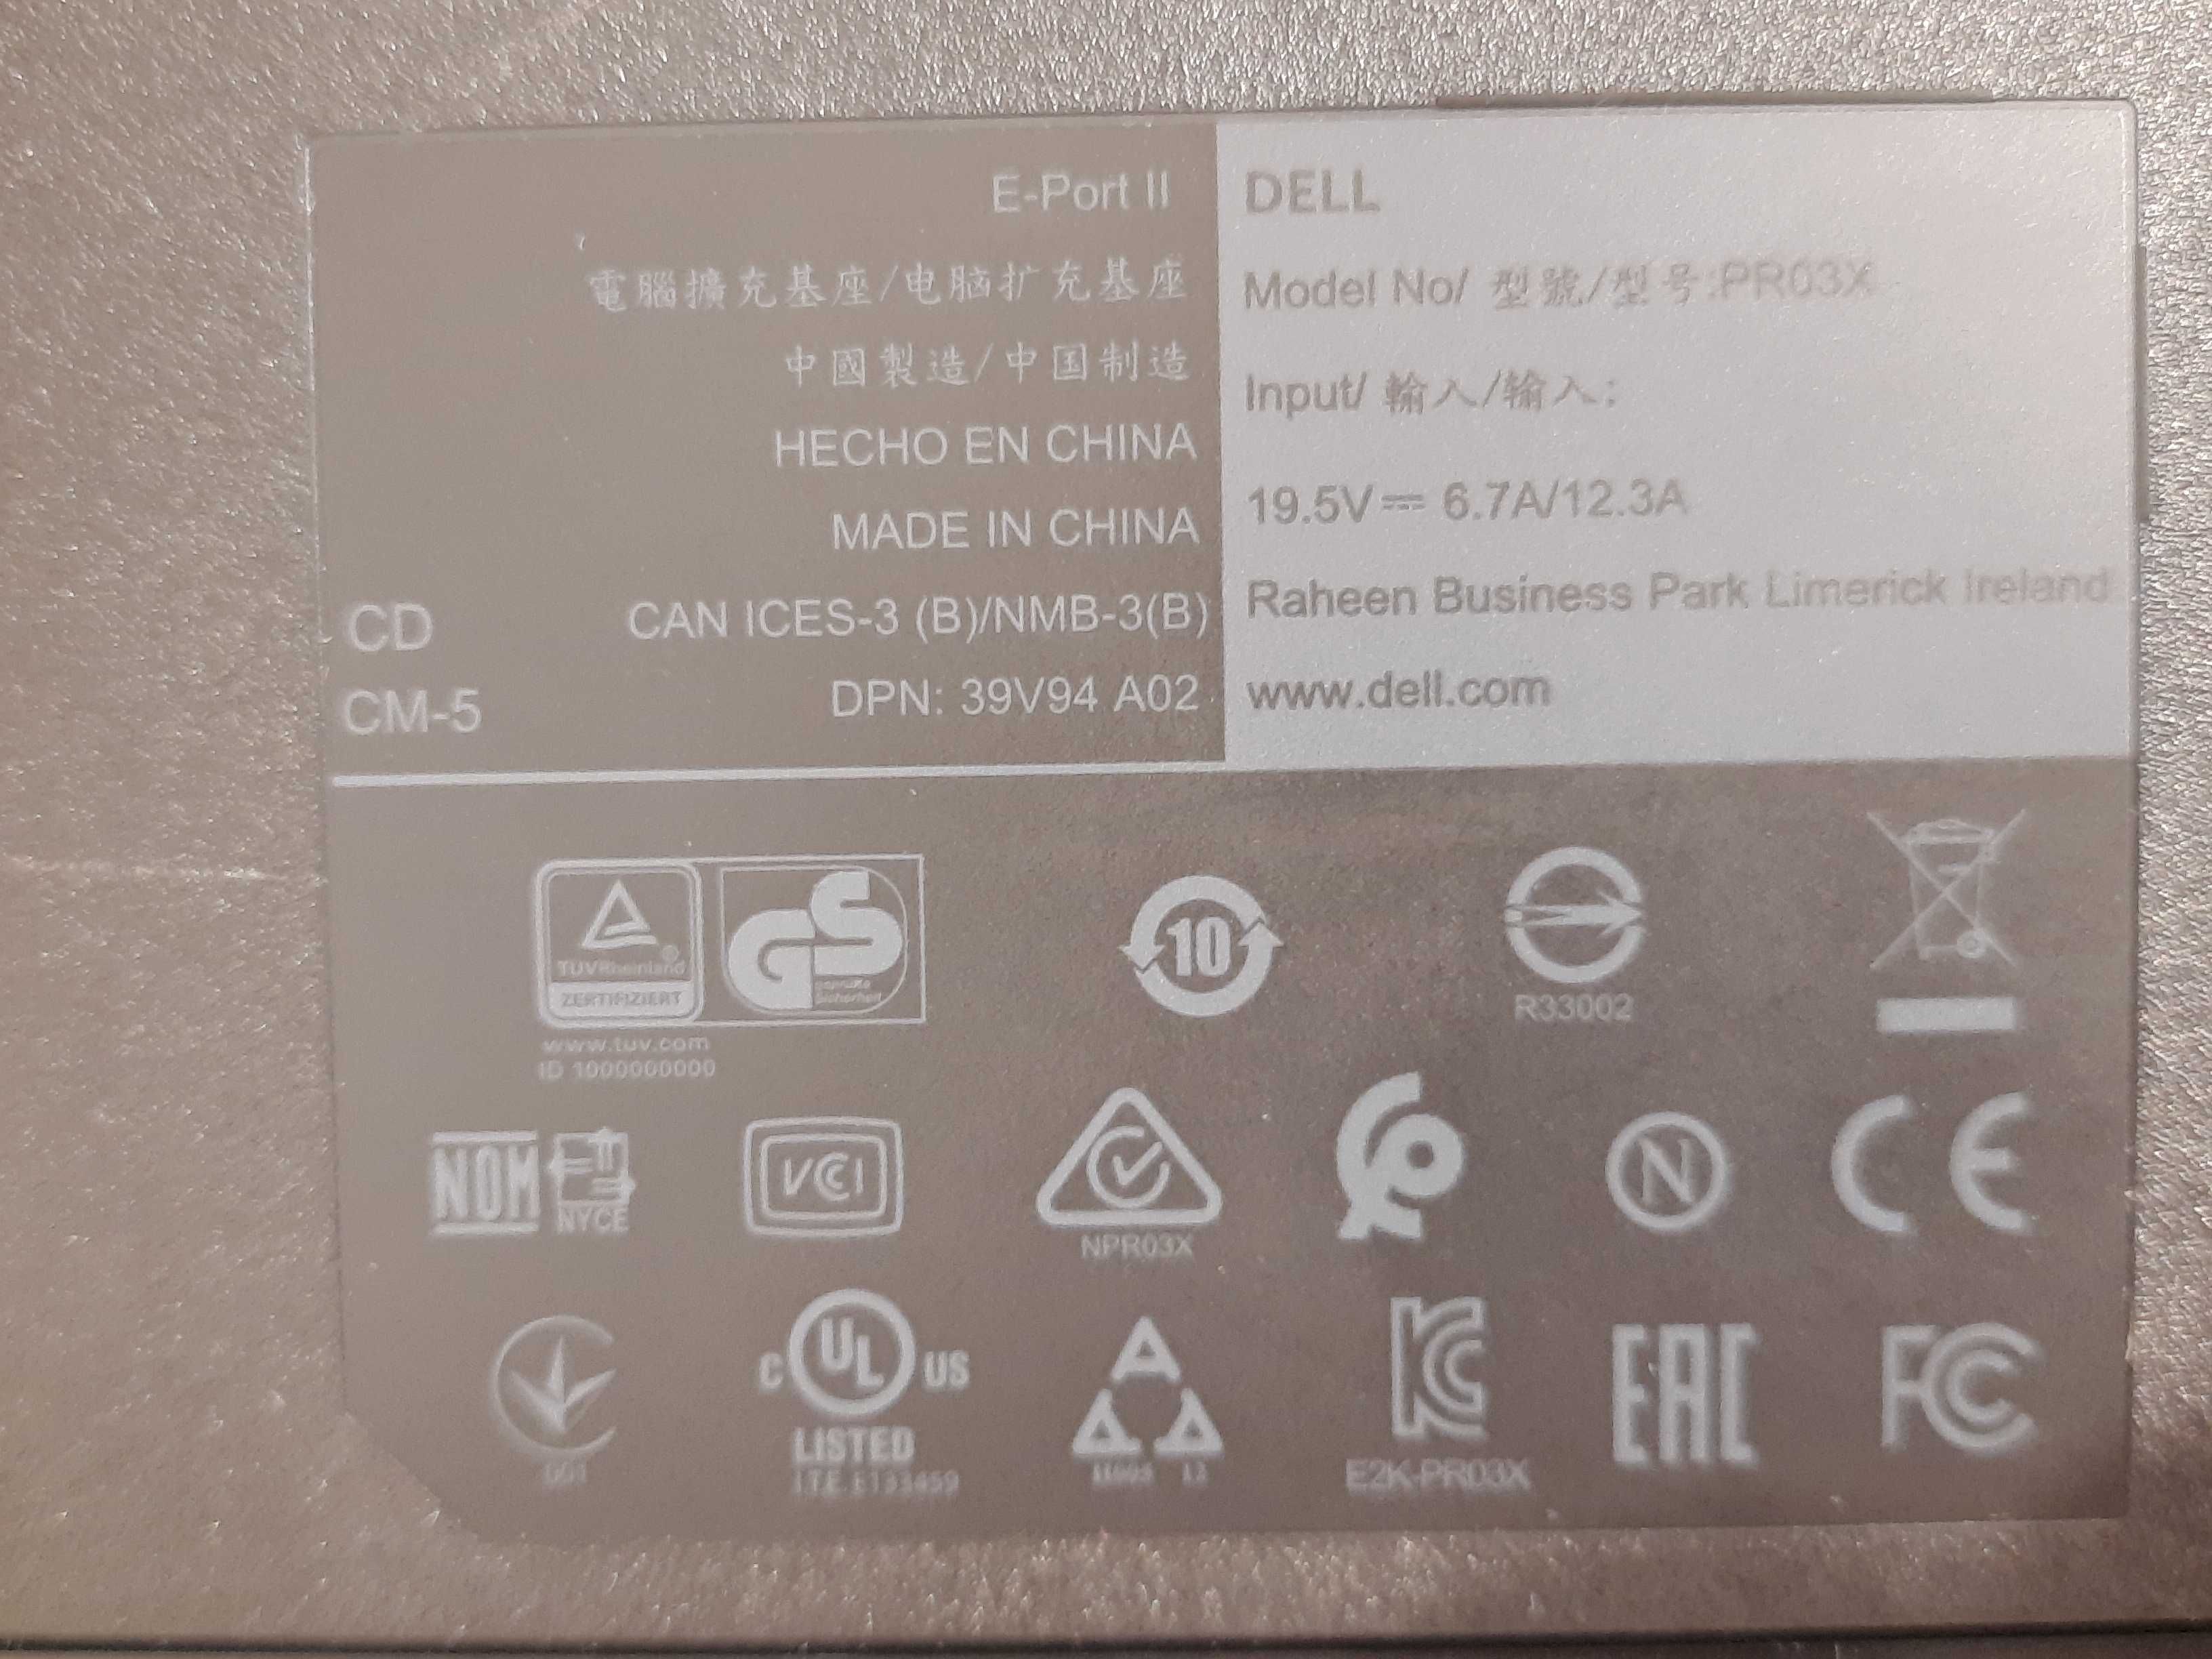 E-Port II
電腦擴充基座/电脑扩充基座
中國製造/中国制造
HECHO EN CHINA
MADE IN CHINA
CD
CAN ICES-3 (B)/NMB-3(B)
CM-5
DPN: 39V94 A02
DELL
Model No/ 型號/型号:PR03X
Input/ 輸入/输入:
19.5V⎓ 6.7A/12.3A
Raheen Business Park Limerick Ireland
www.dell.com
TÜVRheinland
ZERTIFIZIERT
GS
geprüfte
Sicherheit
www.tuv.com
ID 1000000000
10
R33002
NOM
NYCE
VCI
NPR03X
N
CE
001
C UL US
LISTED
I.T.E. E193459
E2K-PR03X
EAC
FC